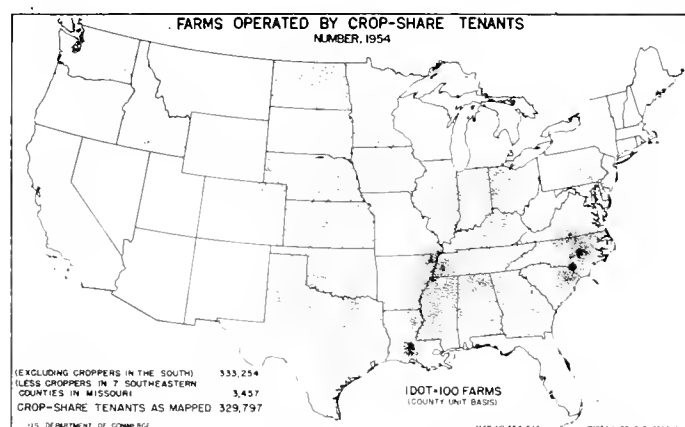 FARMS OPERATED BY CROP-SHARE TENANTS
NUMBER, 1954
(EXCLUDING CROPPERS IN THE SOUTH) 333,254
(LESS CROPPERS IN 7 SOUTHEASTERN
COUNTIES IN MISSOURI 3,457
CROP-SHARE TENANTS AS MAPPED 329,797
1 DOT=100 FARMS
(COUNTY UNIT BASIS)
U.S. DEPARTMENT OF COMMERCE